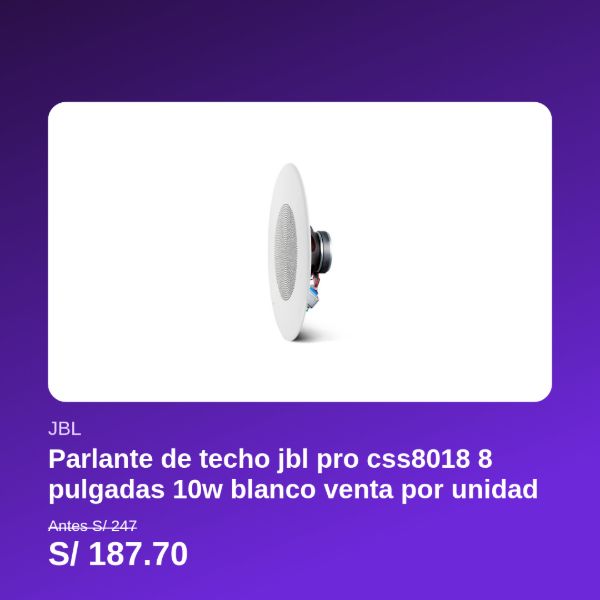 JBL
Parlante de techo jbl pro css8018 8
pulgadas 10w blanco venta por unidad
Antes S/ 247
S/ 187.70